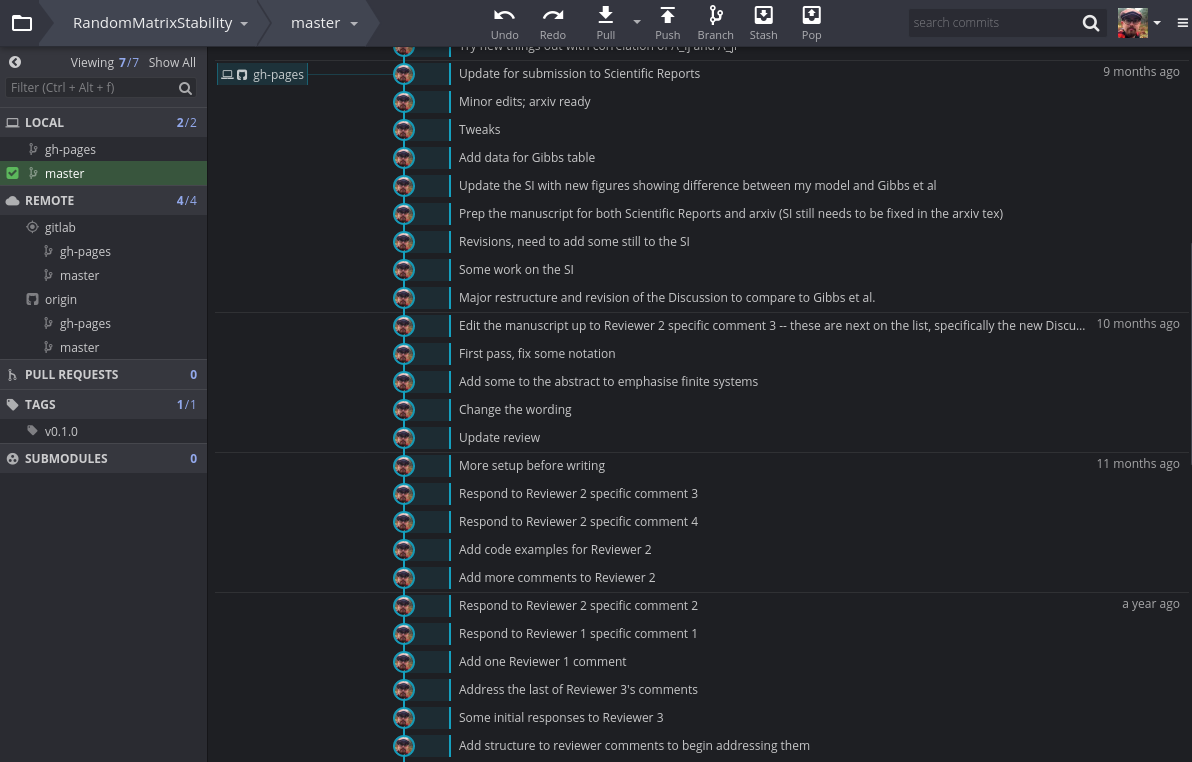 RandomMatrixStability
master
Undo
Redo
Pull
Push
Branch
Stash
Pop
search commits
Viewing 7/7 Show All
Filter (Ctrl + Alt + f)
LOCAL 2/2
gh-pages
master
REMOTE 4/4
gitlab
gh-pages
master
origin
gh-pages
master
PULL REQUESTS 0
TAGS 1/1
v0.1.0
SUBMODULES 0
Try new things out with correlation of A_ij and A_ji
gh-pages Update for submission to Scientific Reports 9 months ago
Minor edits; arxiv ready
Tweaks
Add data for Gibbs table
Update the SI with new figures showing difference between my model and Gibbs et al
Prep the manuscript for both Scientific Reports and arxiv (SI still needs to be fixed in the arxiv tex)
Revisions, need to add some still to the SI
Some work on the SI
Major restructure and revision of the Discussion to compare to Gibbs et al.
Edit the manuscript up to Reviewer 2 specific comment 3 -- these are next on the list, specifically the new Discu... 10 months ago
First pass, fix some notation
Add some to the abstract to emphasise finite systems
Change the wording
Update review
More setup before writing 11 months ago
Respond to Reviewer 2 specific comment 3
Respond to Reviewer 2 specific comment 4
Add code examples for Reviewer 2
Add more comments to Reviewer 2
Respond to Reviewer 2 specific comment 2 a year ago
Respond to Reviewer 1 specific comment 1
Add one Reviewer 1 comment
Address the last of Reviewer 3's comments
Some initial responses to Reviewer 3
Add structure to reviewer comments to begin addressing them